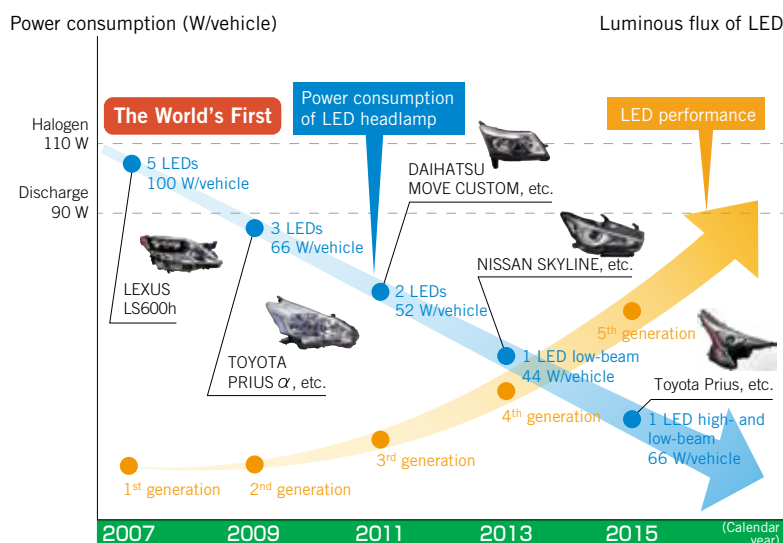 Power consumption (W/vehicle)
Luminous flux of LED
The World's First
Power consumption
of LED headlamp
LED performance
Halogen
110 W
Discharge
90 W
5 LEDs
100 W/vehicle
LEXUS
LS600h
3 LEDs
66 W/vehicle
TOYOTA
PRIUS α, etc.
DAIHATSU
MOVE CUSTOM, etc.
2 LEDs
52 W/vehicle
NISSAN SKYLINE, etc.
1 LED low-beam
44 W/vehicle
Toyota Prius, etc.
1 LED high- and
low-beam
66 W/vehicle
1st generation
2nd generation
3rd generation
4th generation
5th generation
2007
2009
2011
2013
2015
(Calendar
year)